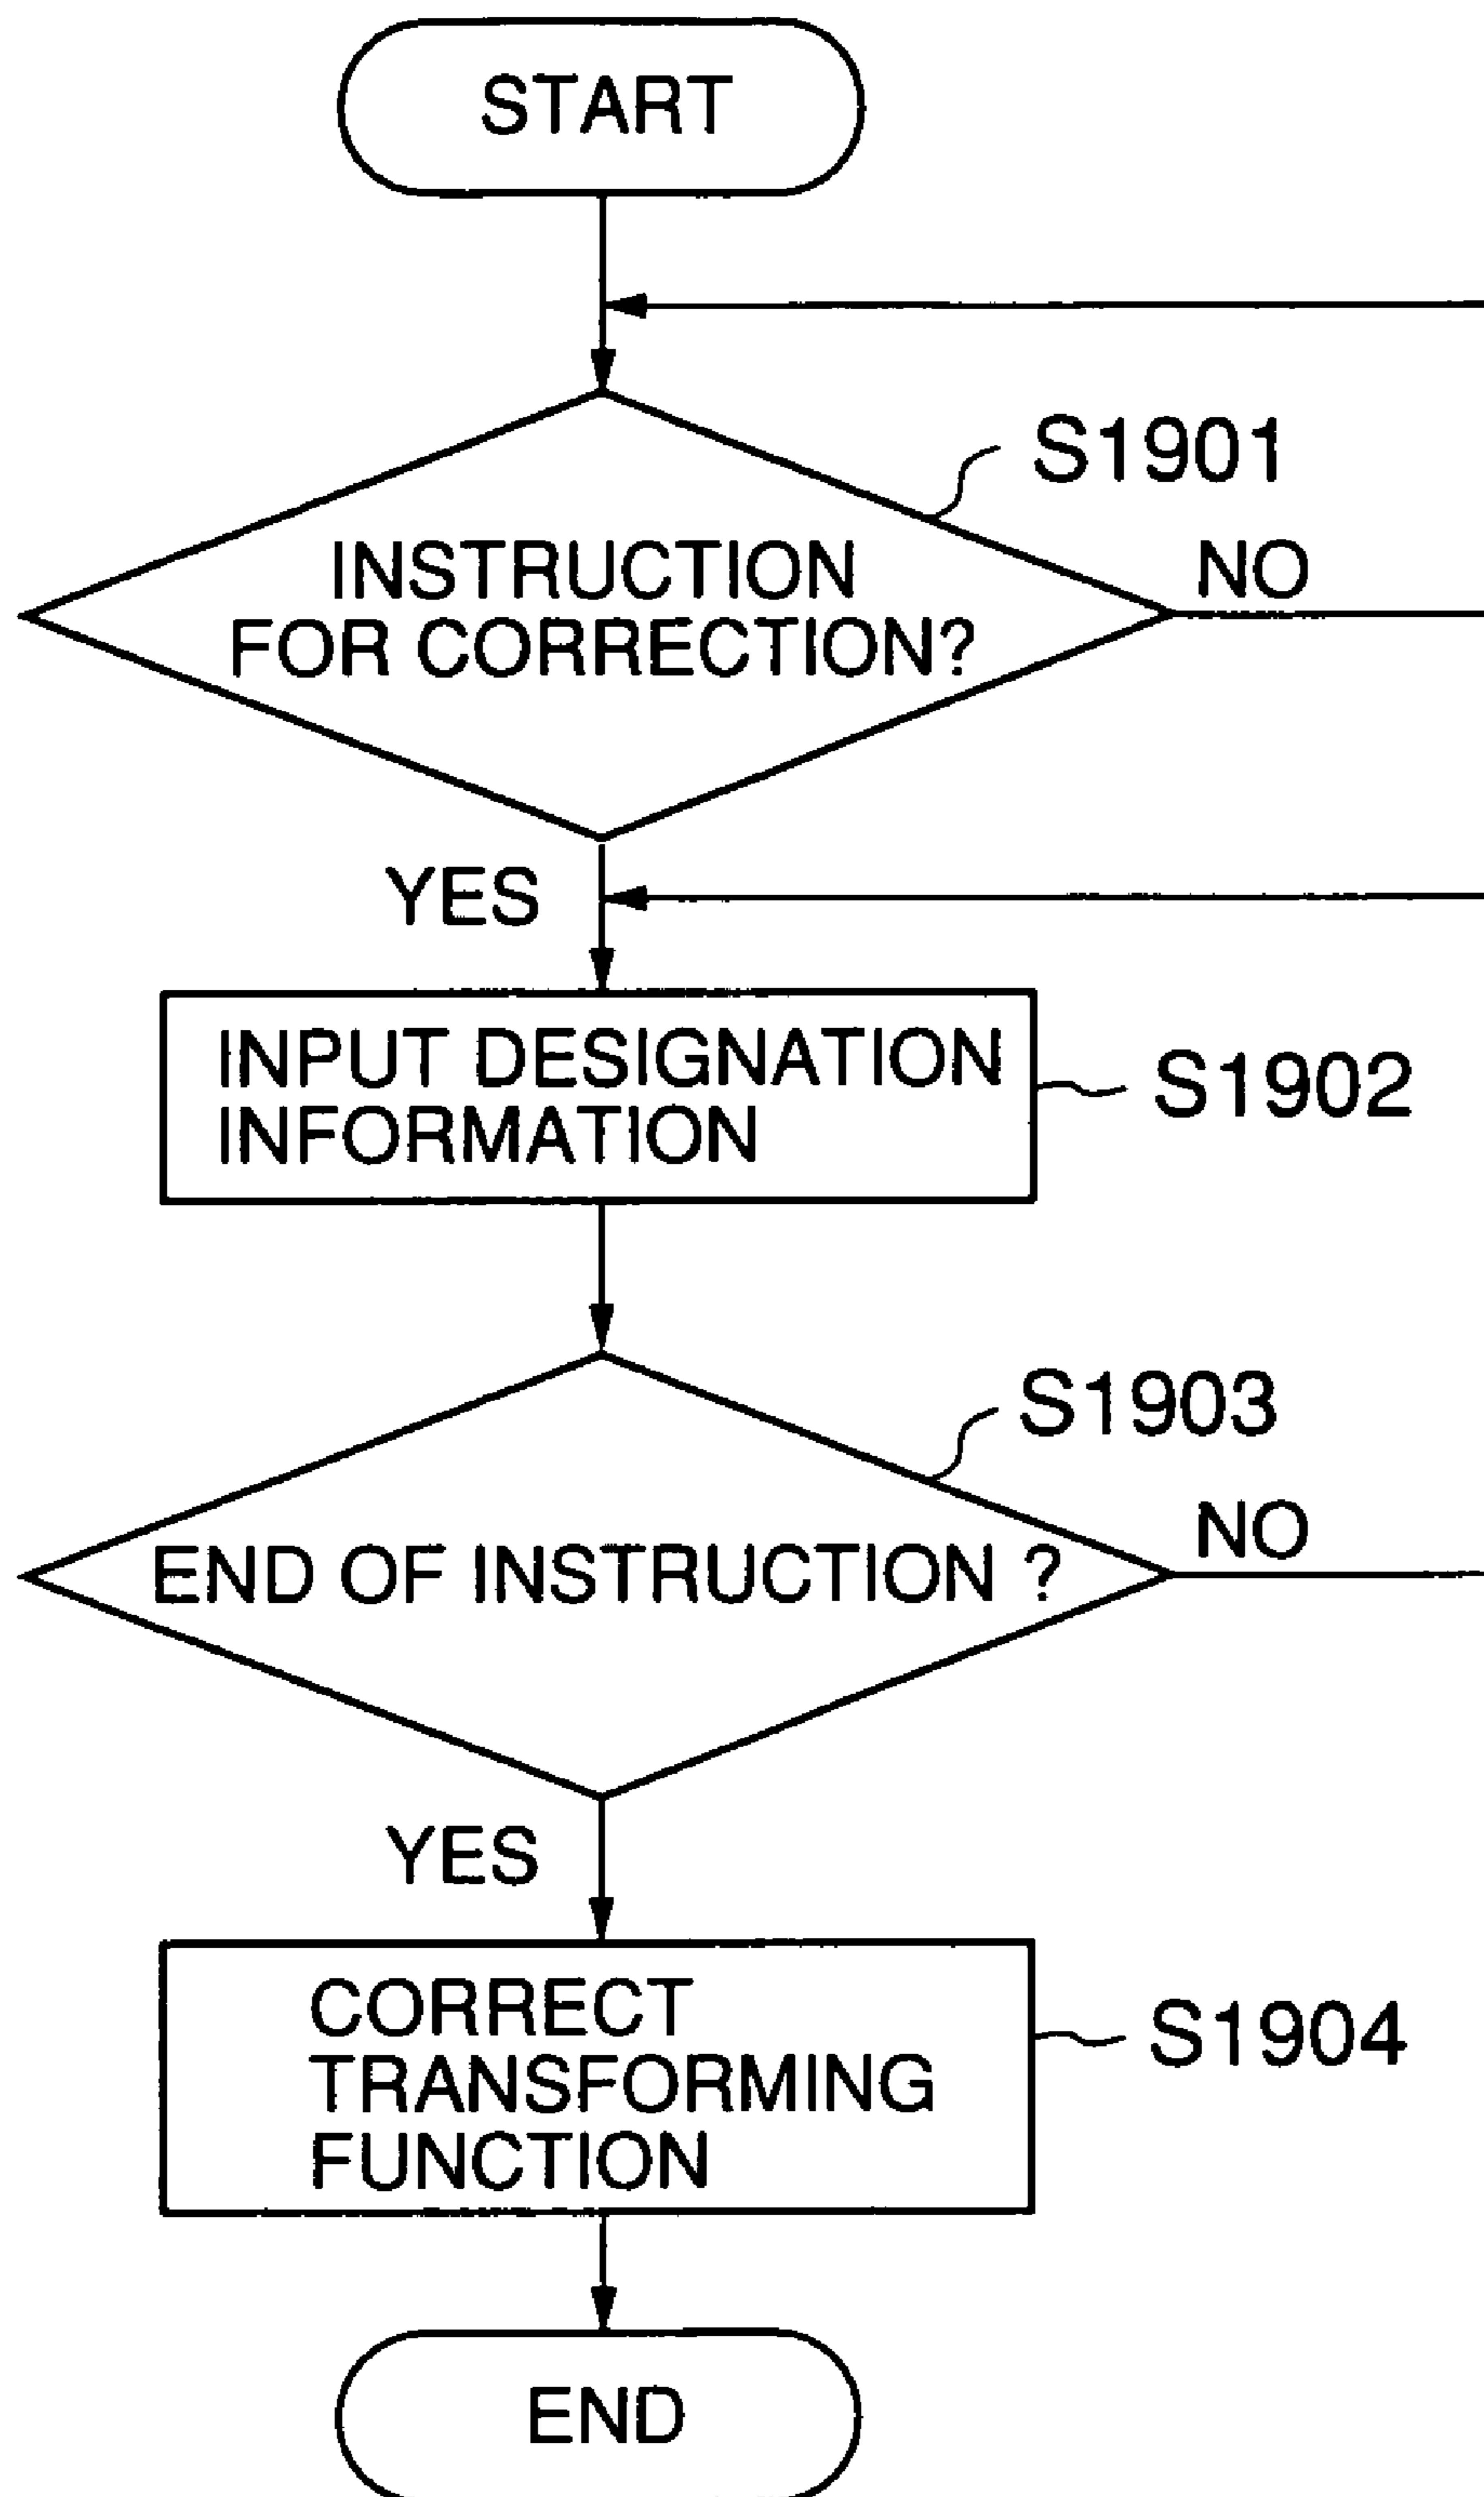 START
S1901
INSTRUCTION
FOR CORRECTION?
NO
YES
INPUT DESIGNATION
INFORMATION
S1902
S1903
END OF INSTRUCTION ?
NO
YES
CORRECT
TRANSFORMING
FUNCTION
S1904
END